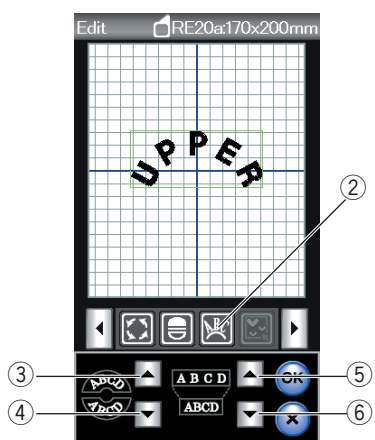 Edit RE20a:170x200mm
UPPER
②
B
③ ABCD ABCD OK ⑤
④ ABCD ABCD ⑥